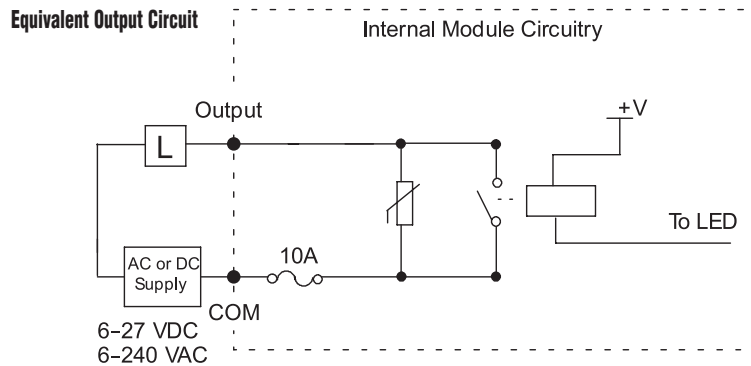 Equivalent Output Circuit
Internal Module Circuitry
Output
+V
L
To LED
10A
AC or DC
Supply
COM
6–27 VDC
6–240 VAC